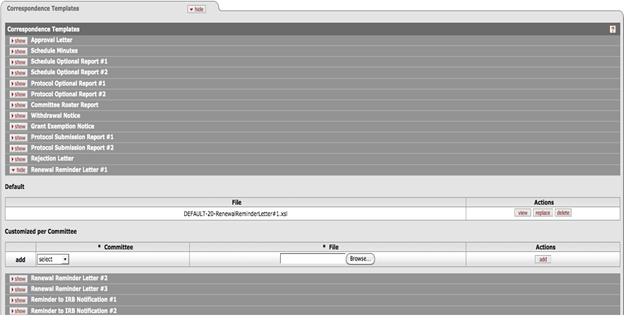 Correspondence Templates hide
Correspondence Templates ?
show Approval Letter
show Schedule Minutes
show Schedule Optional Report #1
show Schedule Optional Report #2
show Protocol Optional Report #1
show Protocol Optional Report #2
show Committee Roster Report
show Withdrawal Notice
show Grant Exemption Notice
show Protocol Submission Report #1
show Protocol Submission Report #2
show Rejection Letter
hide Renewal Reminder Letter #1
Default
File Actions
DEFAULT-20-RenewalReminderLetter#1.xsl view replace delete
Customized per Committee
* Committee * File Actions
add select Browse... add
show Renewal Reminder Letter #2
show Renewal Reminder Letter #3
show Reminder to IRB Notification #1
show Reminder to IRB Notification #2